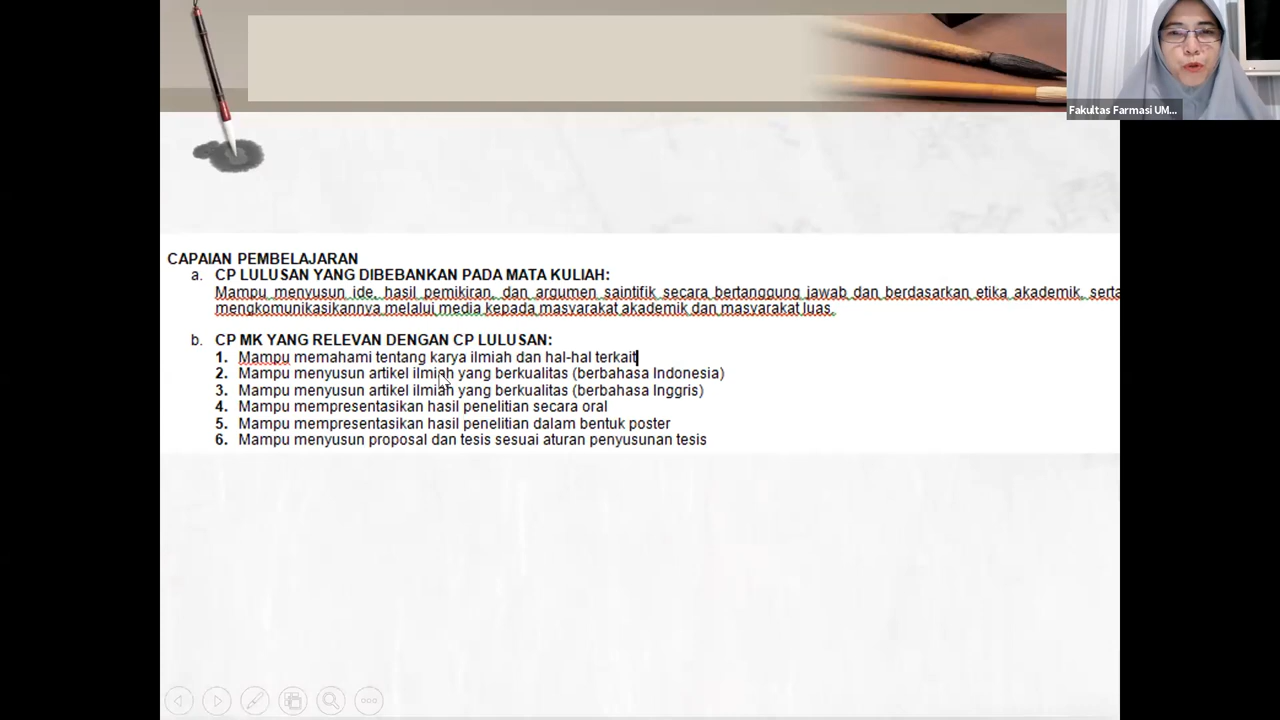 Fakultas Farmasi UM...
CAPAIAN PEMBELAJARAN
a. CP LULUSAN YANG DIBEBANKAN PADA MATA KULIAH:
Mampu menyusun ide, hasil pemikiran, dan argumen saintifik secara bertanggung jawab dan berdasarkan etika akademik, serta
mengkomunikasikannya melalui media kepada masyarakat akademik dan masyarakat luas.
b. CP MK YANG RELEVAN DENGAN CP LULUSAN:
1. Mampu memahami tentang karya ilmiah dan hal-hal terkait
2. Mampu menyusun artikel ilmiah yang berkualitas (berbahasa Indonesia)
3. Mampu menyusun artikel ilmiah yang berkualitas (berbahasa Inggris)
4. Mampu mempresentasikan hasil penelitian secara oral
5. Mampu mempresentasikan hasil penelitian dalam bentuk poster
6. Mampu menyusun proposal dan tesis sesuai aturan penyusunan tesis